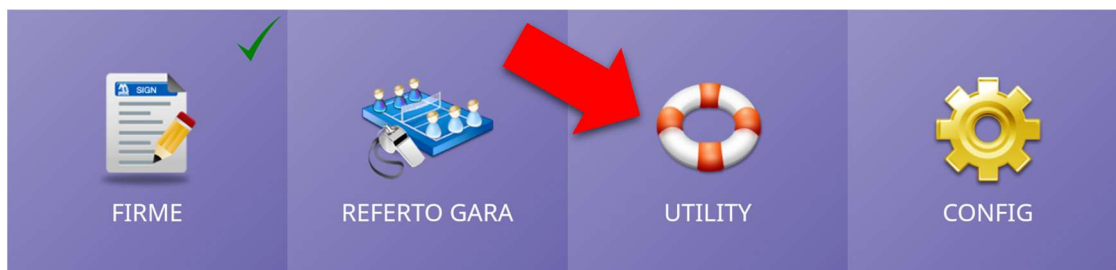 SIGN
FIRME
REFERTO GARA
UTILITY
CONFIG